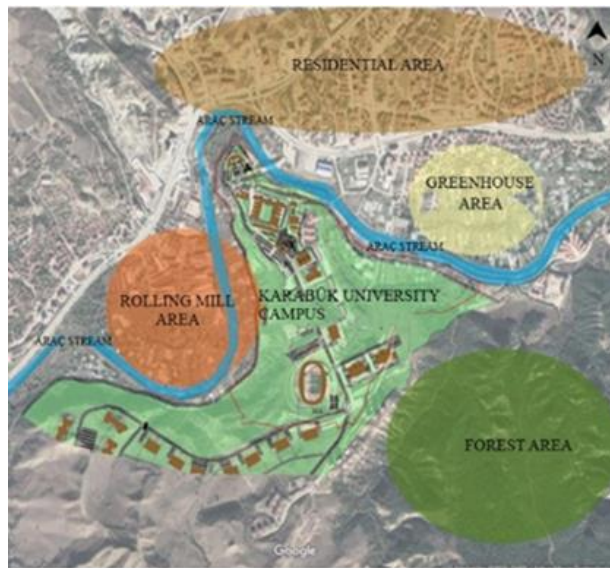 N
RESIDENTIAL AREA
ARAÇ STREAM
GREENHOUSE
AREA
ARAÇ STREAM
ROLLING MILL
AREA
KARABÜK UNIVERSITY
CAMPUS
ARAÇ STREAM
FOREST AREA
Google